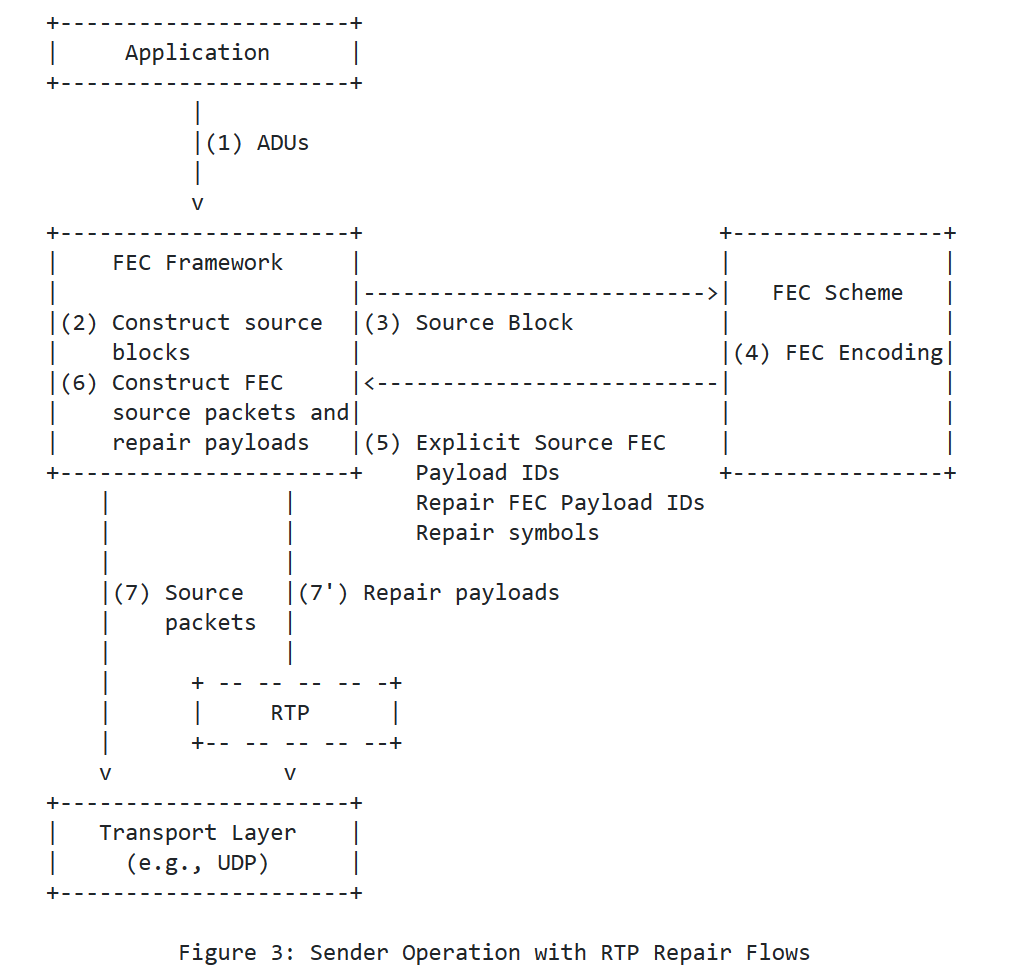 Application
(1) ADUs
FEC Framework
FEC Scheme
(2) Construct source
blocks
(3) Source Block
(4) FEC Encoding
(6) Construct FEC
source packets and
repair payloads
(5) Explicit Source FEC
Payload IDs
Repair FEC Payload IDs
Repair symbols
(7) Source
packets
(7') Repair payloads
RTP
Transport Layer
(e.g., UDP)
Figure 3: Sender Operation with RTP Repair Flows